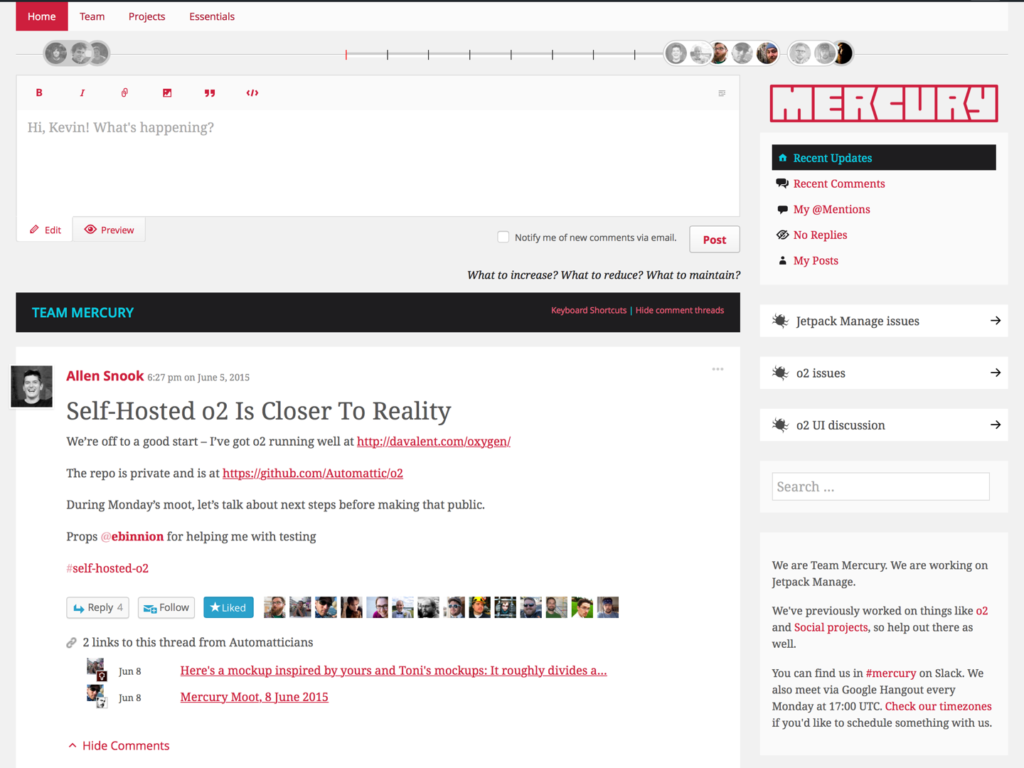 Home Team Projects Essentials
B I
Hi, Kevin! What's happening?
Edit Preview
Notify me of new comments via email. Post
What to increase? What to reduce? What to maintain?
TEAM MERCURY Keyboard Shortcuts | Hide comment threads
Allen Snook 6:27 pm on June 5, 2015
Self-Hosted o2 Is Closer To Reality
We're off to a good start – I've got o2 running well at http://davalent.com/oxygen/
The repo is private and is at https://github.com/Automattic/o2
During Monday's moot, let's talk about next steps before making that public.
Props @ebinnion for helping me with testing
#self-hosted-o2
Reply 4 Follow Liked
2 links to this thread from Automatticians
Jun 8 Here's a mockup inspired by yours and Toni's mockups: It roughly divides a...
Jun 8 Mercury Moot, 8 June 2015
Hide Comments
MERCURY
Recent Updates
Recent Comments
My @Mentions
No Replies
My Posts
Jetpack Manage issues
o2 issues
o2 UI discussion
Search ...
We are Team Mercury. We are working on
Jetpack Manage.
We've previously worked on things like o2
and Social projects, so help out there as
well.
You can find us in #mercury on Slack. We
also meet via Google Hangout every
Monday at 17:00 UTC. Check our timezones
if you'd like to schedule something with us.